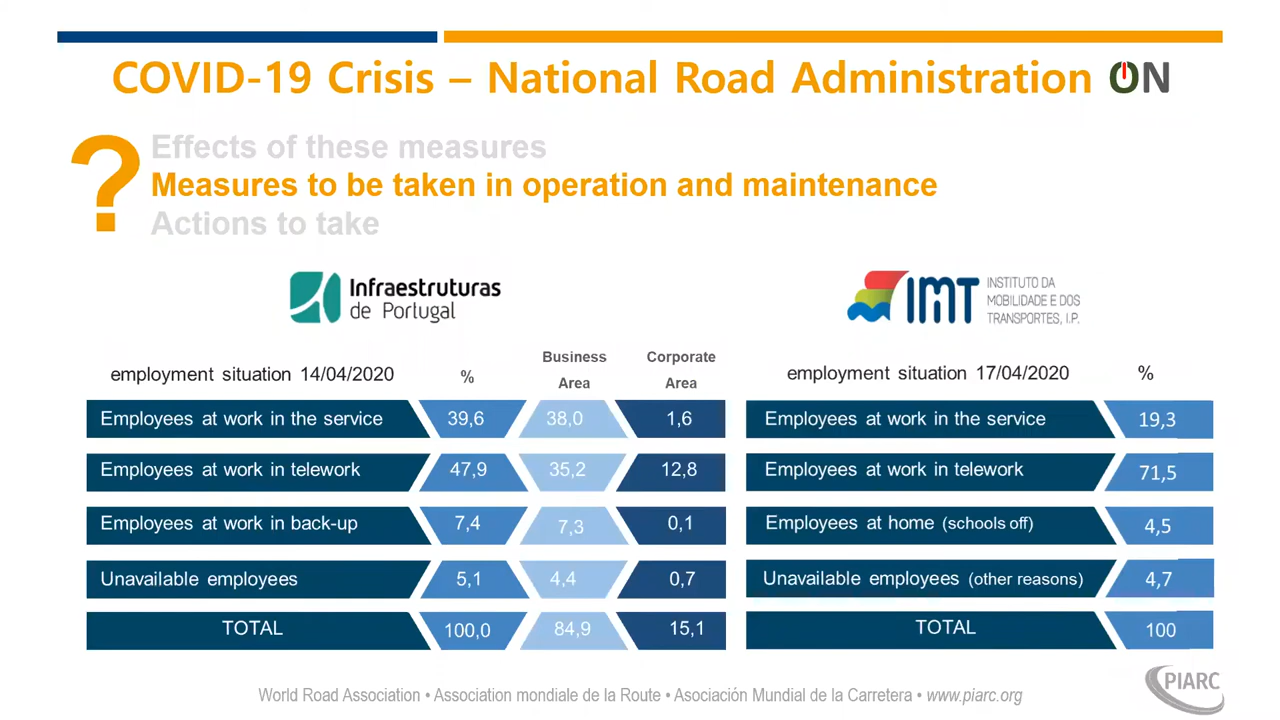 COVID-19 Crisis – National Road Administration ON
?
Effects of these measures
Measures to be taken in operation and maintenance
Actions to take
Infraestruturas
de Portugal
IMT
INSTITUTO DA
MOBILIDADE E DOS
TRANSPORTES, I.P.
employment situation 14/04/2020 % Business Area Corporate Area
Employees at work in the service 39,6 38,0 1,6
Employees at work in telework 47,9 35,2 12,8
Employees at work in back-up 7,4 7,3 0,1
Unavailable employees 5,1 4,4 0,7
TOTAL 100,0 84,9 15,1
employment situation 17/04/2020 %
Employees at work in the service 19,3
Employees at work in telework 71,5
Employees at home (schools off) 4,5
Unavailable employees (other reasons) 4,7
TOTAL 100
World Road Association • Association mondiale de la Route • Asociación Mundial de la Carretera • www.piarc.org
PIARC